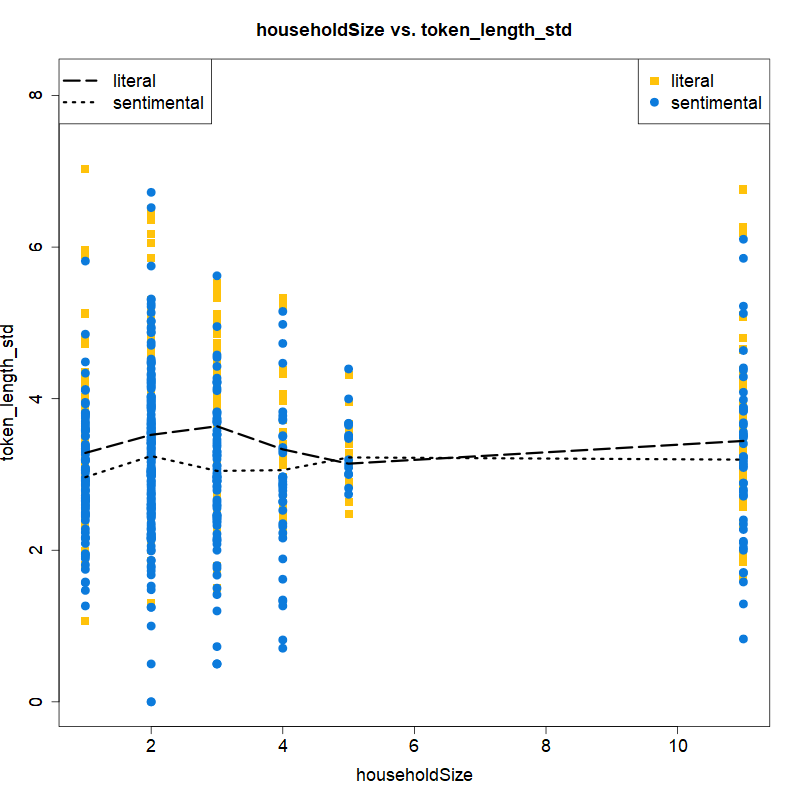 householdSize vs. token_length_std
literal
sentimental
literal
sentimental
token_length_std
8
6
4
2
0
2 4 6 8 10
householdSize